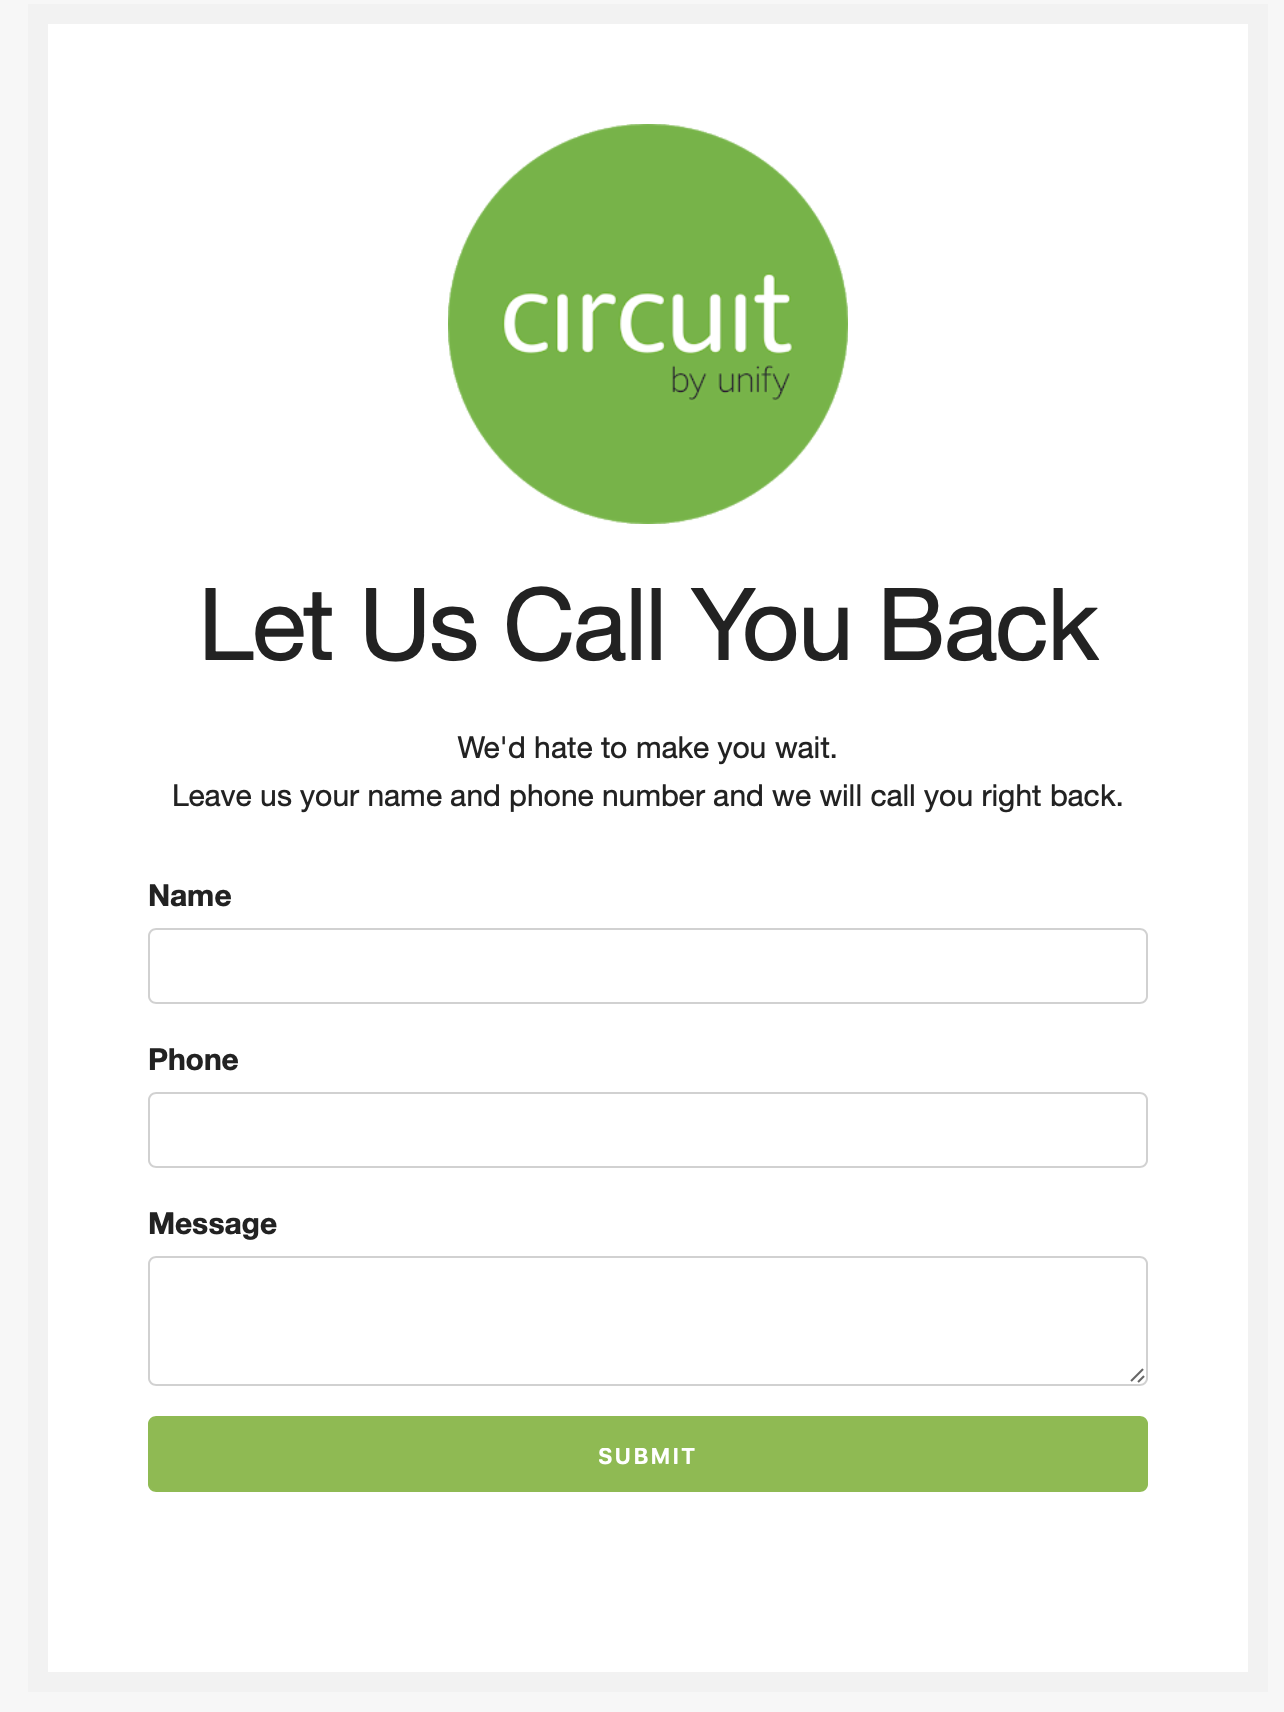 circuit
by unify
Let Us Call You Back
We'd hate to make you wait.
Leave us your name and phone number and we will call you right back.
Name
Phone
Message
SUBMIT